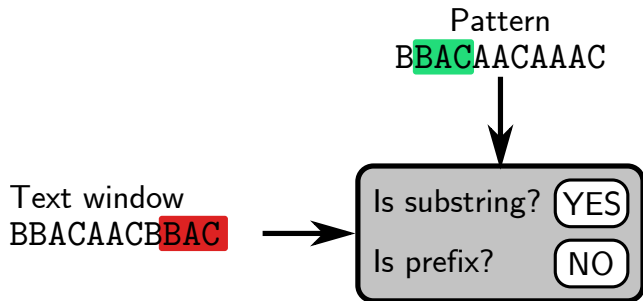 Pattern
BBACAACAAAC
Text window
BBACAACBBAC
Is substring? YES
Is prefix? NO